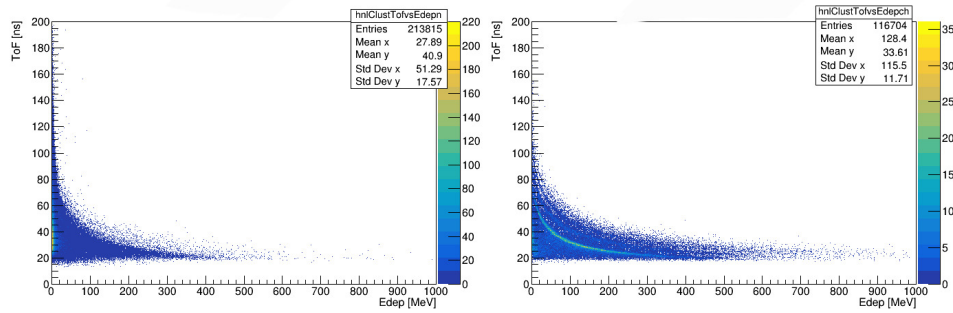 hnlClustTofvsEdepn
Entries 213815
Mean x 27.89
Mean y 40.9
Std Dev x 51.29
Std Dev y 17.57
ToF [ns]
200
180
160
140
120
100
80
60
40
20
0
0 100 200 300 400 500 600 700 800 900 1000
Edep [MeV]
220
200
180
160
140
120
100
80
60
40
20
0
hnlClustTofvsEdepch
Entries 116704
Mean x 128.4
Mean y 33.61
Std Dev x 115.5
Std Dev y 11.71
ToF [ns]
200
180
160
140
120
100
80
60
40
20
0
0 100 200 300 400 500 600 700 800 900 1000
Edep [MeV]
35
30
25
20
15
10
5
0